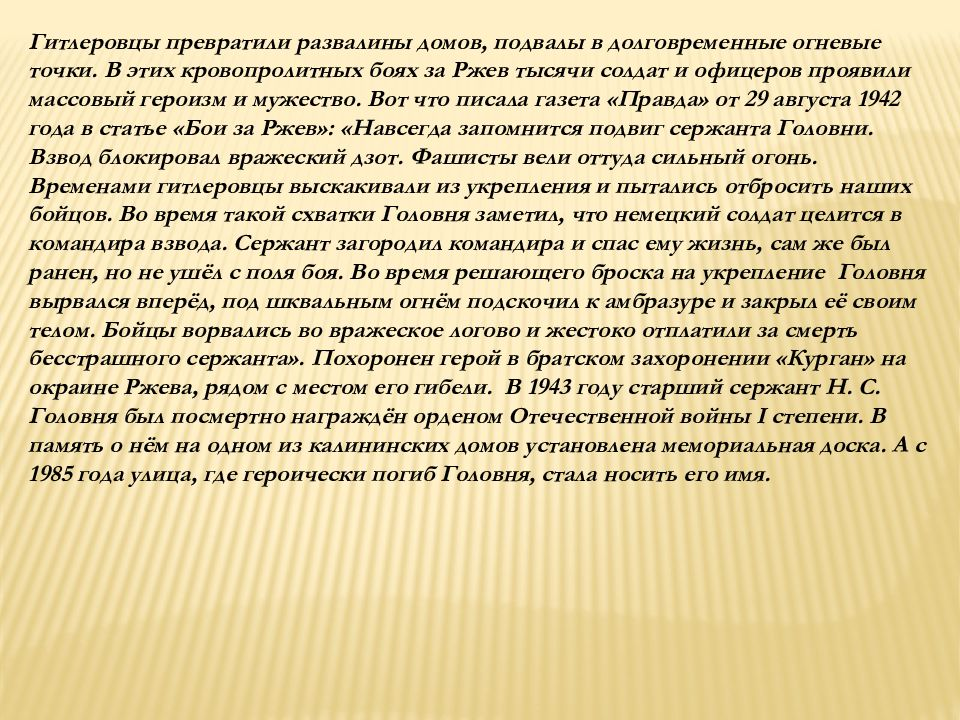 Гитлеровцы превратили развалины домов, подвалы в долговременные огневые
точки. В этих кровопролитных боях за Ржев тысячи солдат и офицеров проявили
массовый героизм и мужество. Вот что писала газета «Правда» от 29 августа 1942
года в статье «Бои за Ржев»: «Навсегда запомнится подвиг сержанта Головни.
Взвод блокировал вражеский дзот. Фашисты вели оттуда сильный огонь.
Временами гитлеровцы выскакивали из укрепления и пытались отбросить наших
бойцов. Во время такой схватки Головня заметил, что немецкий солдат целится в
командира взвода. Сержант загородил командира и спас ему жизнь, сам же был
ранен, но не ушёл с поля боя. Во время решающего броска на укрепление  Головня
вырвался вперёд, под шквальным огнём подскочил к амбразуре и закрыл её своим
телом. Бойцы ворвались во вражеское логово и жестоко отплатили за смерть
бесстрашного сержанта». Похоронен герой в братском захоронении «Курган» на
окраине Ржева, рядом с местом его гибели.  В 1943 году старший сержант Н. С.
Головня был посмертно награждён орденом Отечественной войны I степени. В
память о нём на одном из калининских домов установлена мемориальная доска. А с
1985 года улица, где героически погиб Головня, стала носить его имя.